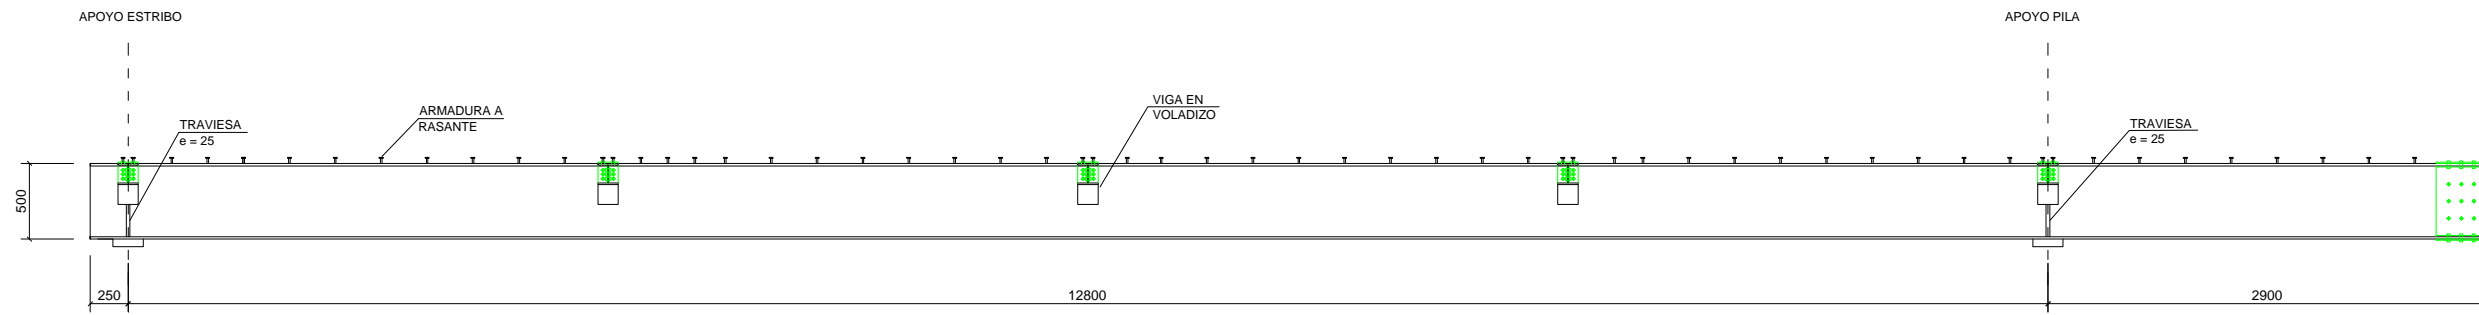 APOYO ESTRIBO
APOYO PILA
TRAVIESA
e = 25
ARMADURA A
RASANTE
VIGA EN
VOLADIZO
TRAVIESA
e = 25
500
250
12800
2900